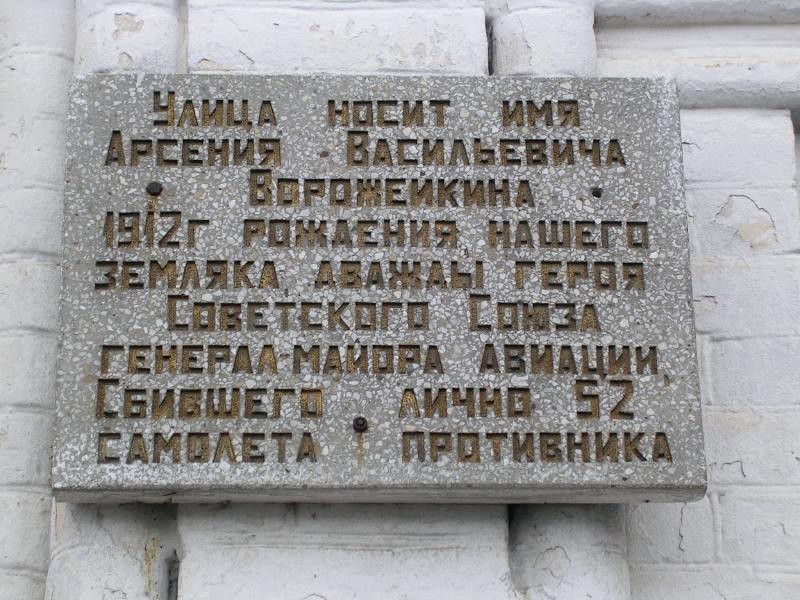 Улица носит имя
Арсения Васильевича
Ворожейкина
1912г рождения нашего
земляка, аважды героя
Советского Союза
генерал-майора авиации,
Сбившего лично 52
самолета противника